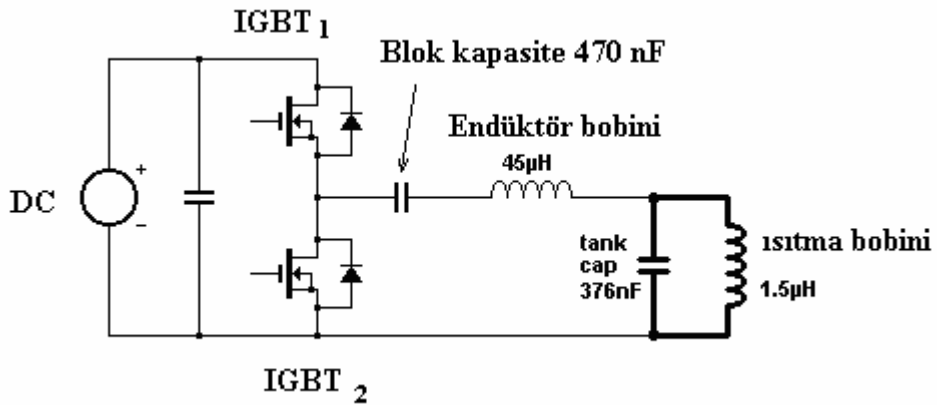 IGBT 1
Blok kapasite 470 nF
Endüktör bobini
45µH
DC
+
-
tank
cap
376nF
ısıtma bobini
1.5µH
IGBT 2